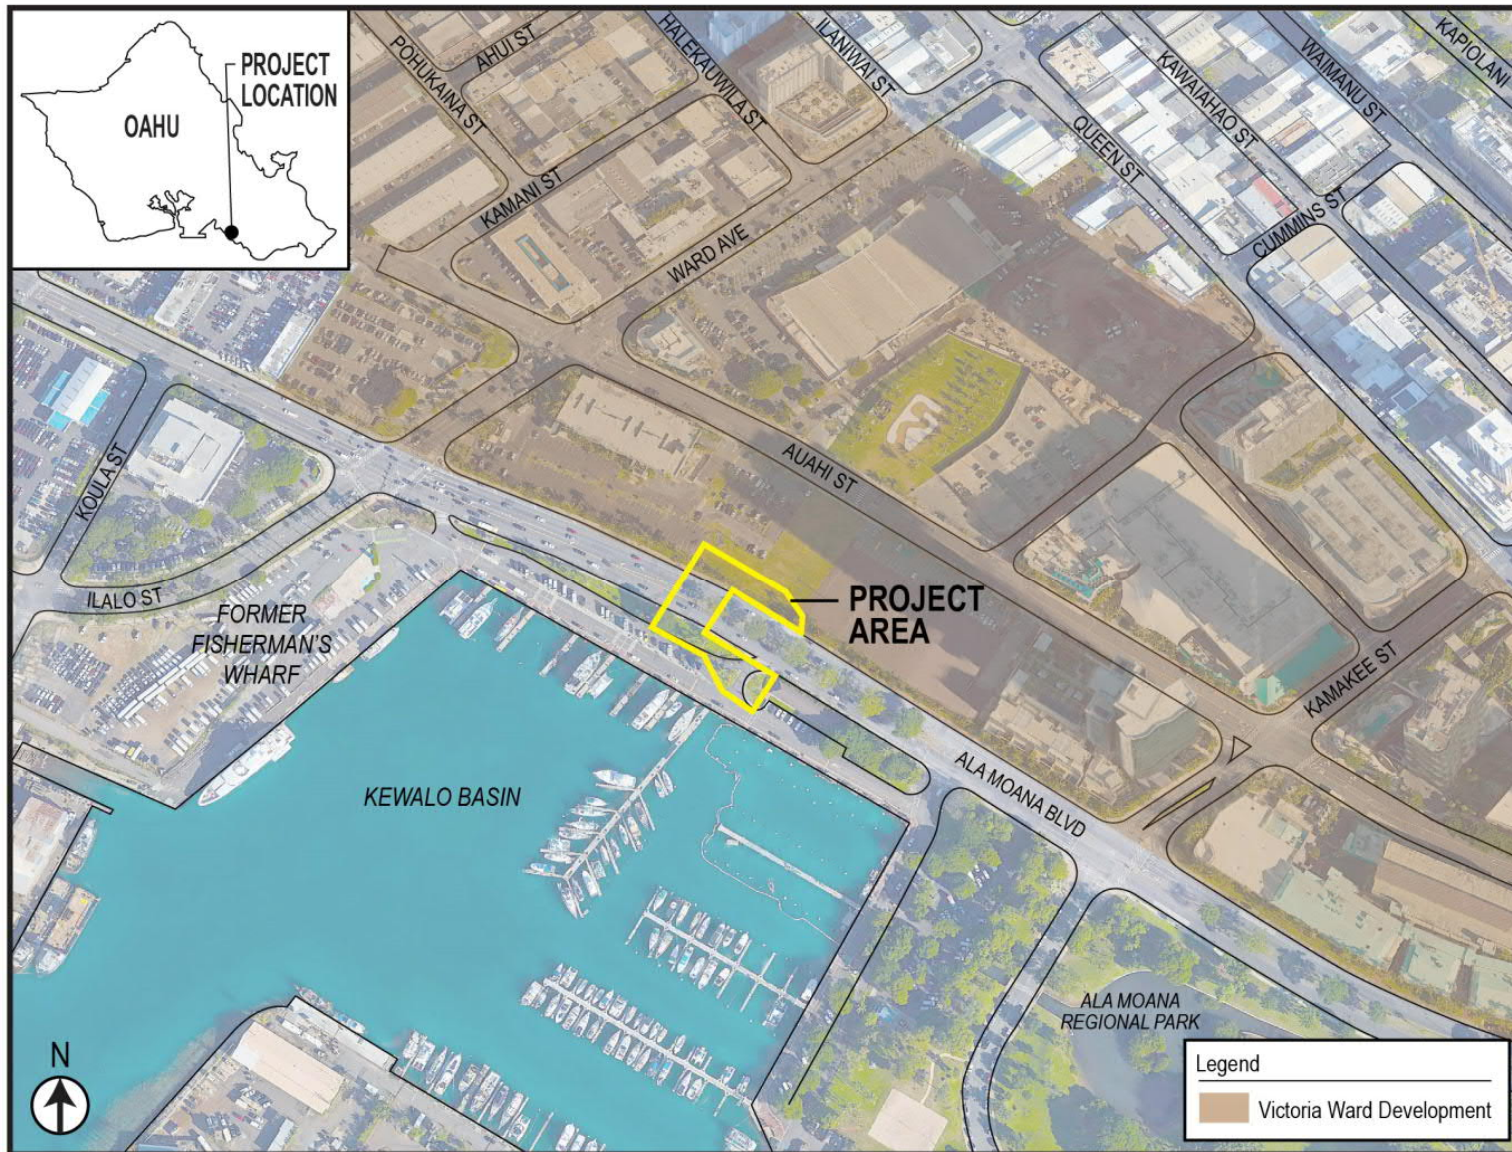 PROJECT
LOCATION
OAHU
POHUKAINA ST
AHUI ST
HALEKAUWILA ST
ILANIWAI ST
KAPIOLANI
WAIMANU ST
KAWAIAHAO ST
QUEEN ST
CUMMINS ST
KAMANI ST
WARD AVE
KOULA ST
AUAHI ST
ILALO ST
FORMER
FISHERMAN'S
WHARF
PROJECT
AREA
KAMAKEE ST
KEWALO BASIN
ALA MOANA BLVD
ALA MOANA
REGIONAL PARK
N
Legend
Victoria Ward Development